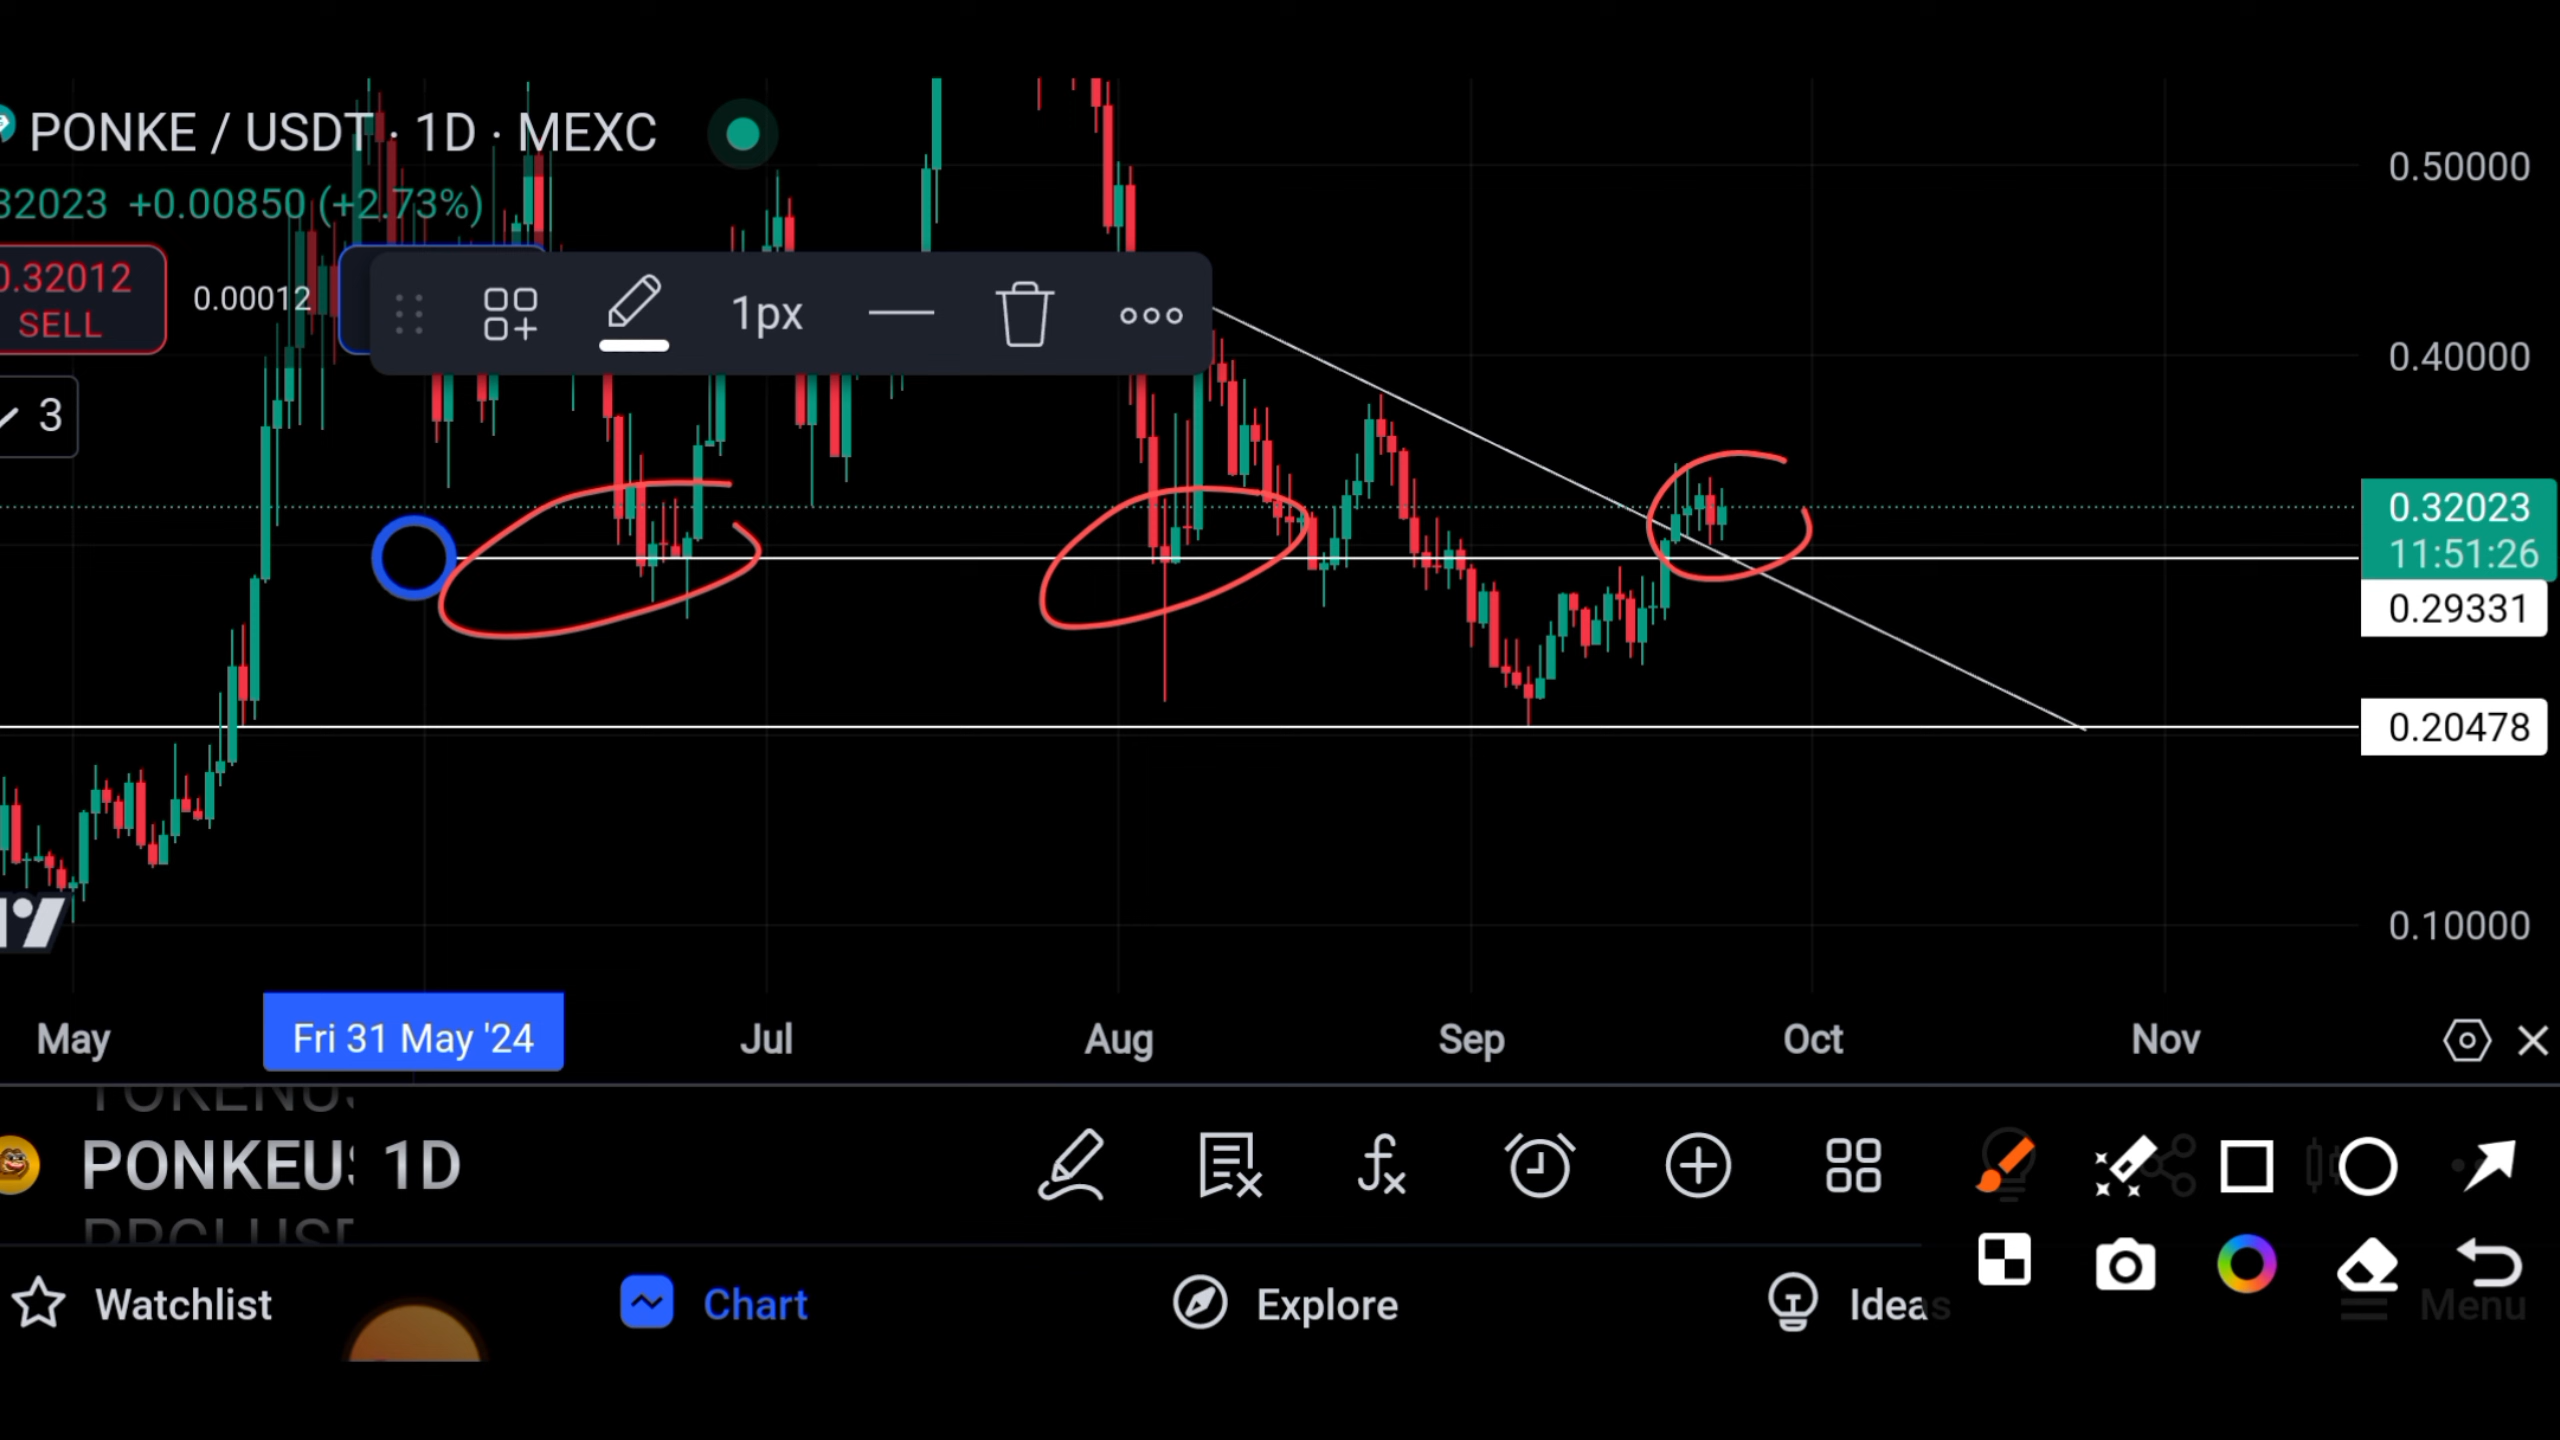 PONKE / USDT · 1D · MEXC
32023 +0.00850 (+2.73%)
0.32012
SELL
0.00012
1px
3
0.50000
0.40000
0.32023
11:51:26
0.29331
0.20478
0.10000
May
Fri 31 May '24
Jul
Aug
Sep
Oct
Nov
PONKEUS 1D
Watchlist
Chart
Explore
Ideas
Menu